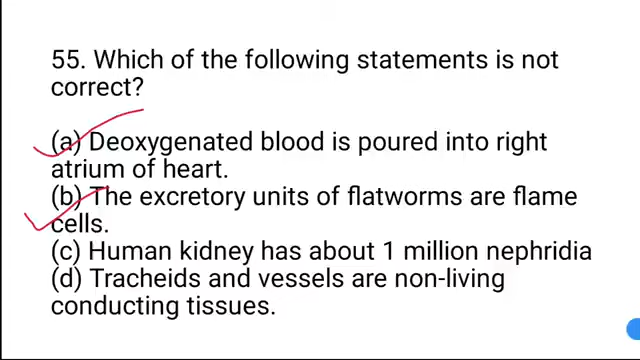 55. Which of the following statements is not
correct?
(a) Deoxygenated blood is poured into right
atrium of heart.
(b) The excretory units of flatworms are flame
cells.
(c) Human kidney has about 1 million nephridia
(d) Tracheids and vessels are non-living
conducting tissues.